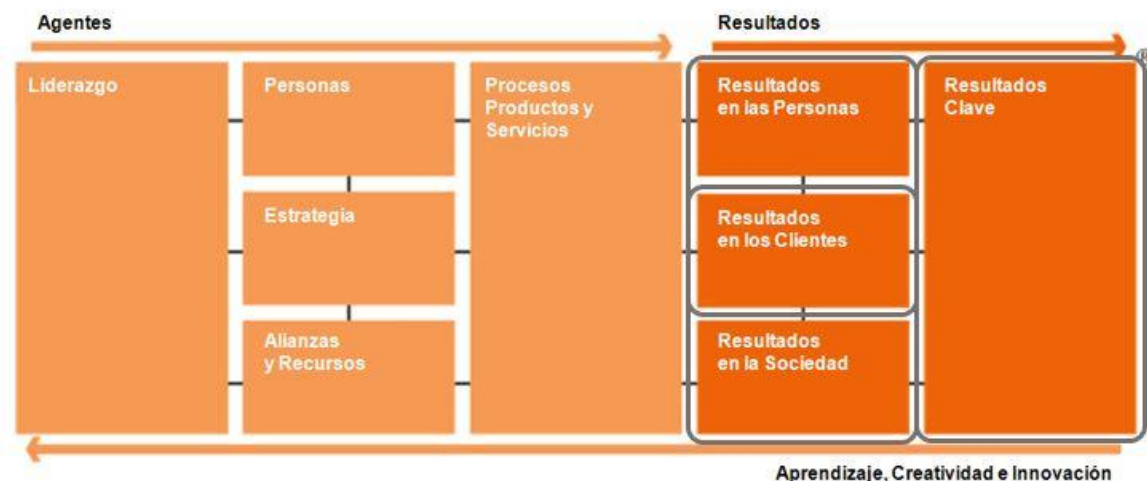 Agentes
Resultados
Liderazgo
Personas
Procesos
Productos y
Servicios
Resultados
en las Personas
Resultados
Clave
®
Estrategia
Resultados
en los Clientes
Alianzas
y Recursos
Resultados
en la Sociedad
Aprendizaje, Creatividad e Innovación